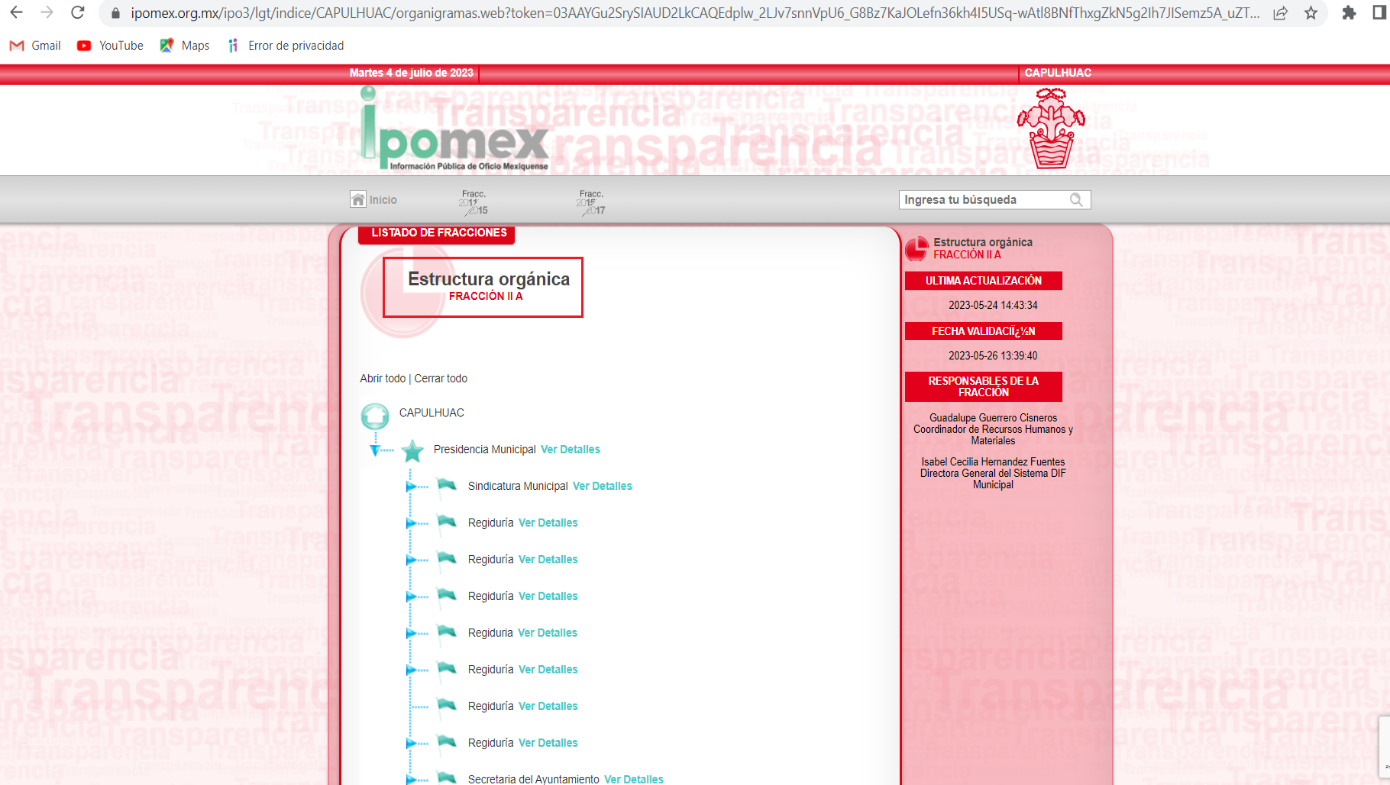 ipomex.org.mx/ipo3/lgt/indice/CAPULHUAC/organigramas.web?token=03AAYGu2SrySIAUD2LkCAQEdplw_2LJv7snnVpU6_G8Bz7KaJOLefn36kh4I5USq-wAtl8BNfThxgZkN5g2Ih7JISemz5A_uZT...
Gmail YouTube Maps Error de privacidad
Martes 4 de julio de 2023 CAPULHUAC
ipomex
Información Pública de Oficio Mexiquense
Transparencia
Inicio
Fracc.
2011
2015
Fracc.
2015
2017
Ingresa tu búsqueda
LISTADO DE FRACCIONES
Estructura orgánica
FRACCIÓN II A
Abrir todo | Cerrar todo
CAPULHUAC
Presidencia Municipal Ver Detalles
Sindicatura Municipal Ver Detalles
Regiduría Ver Detalles
Regiduría Ver Detalles
Regiduría Ver Detalles
Regiduria Ver Detalles
Regiduría Ver Detalles
Regiduría Ver Detalles
Regiduría Ver Detalles
Secretaria del Ayuntamiento Ver Detalles
Estructura orgánica
FRACCIÓN II A
ULTIMA ACTUALIZACIÓN
2023-05-24 14:43:34
FECHA VALIDACIï¿½N
2023-05-26 13:39:40
RESPONSABLES DE LA
FRACCIÓN
Guadalupe Guerrero Cisneros
Coordinador de Recursos Humanos y
Materiales
Isabel Cecilia Hernandez Fuentes
Directora General del Sistema DIF
Municipal